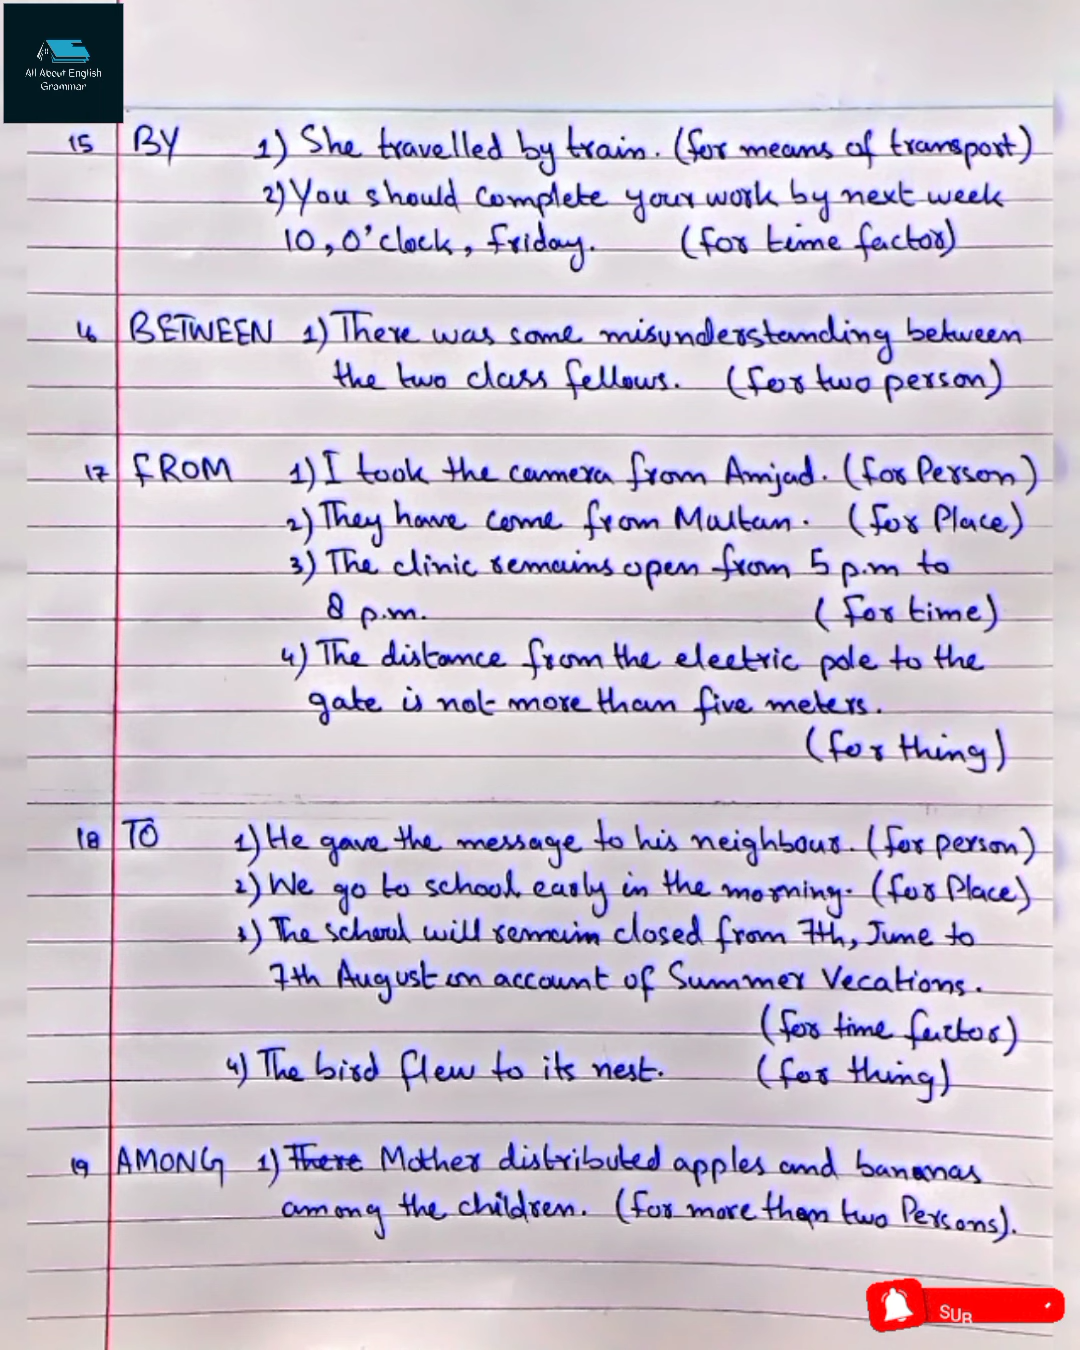 All About English
Grammar
15 BY 1) She travelled by train. (for means of transport)
2) You should complete your work by next week
10, O'clock, Friday. (for time factor)
16 BETWEEN 1) There was some misunderstanding between
the two class fellows. (for two person)
17 FROM 1) I took the camera from Amjad. (for Person)
2) They have come from Multan. (for Place)
3) The clinic remains open from 5 p.m to
8 p.m. (for time)
4) The distance from the electric pole to the
gate is not more than five meters.
(for thing)
18 TO 1) He gave the message to his neighbour. (for person)
2) We go to school early in the morning. (for Place)
3) The school will remain closed from 7th, June to
7th August on account of Summer Vecations.
(for time factor)
4) The bird flew to its nest. (for thing)
19 AMONG 1) There Mother distributed apples and bananas
among the children. (for more than two Persons).
SUB